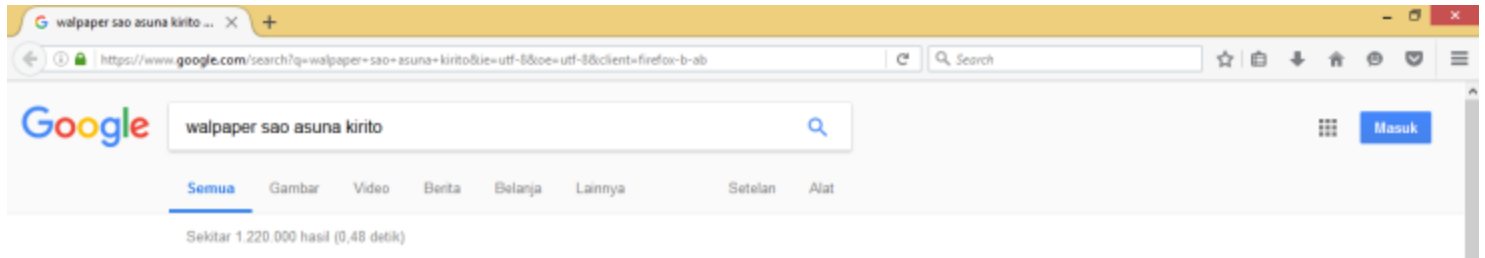 walpaper sao asuna kirito ...
https://www.google.com/search?q=walpaper+sao+asuna+kirito&ie=utf-8&oe=utf-8&client=firefox-b-ab
Search
Google
walpaper sao asuna kirito
Masuk
Semua Gambar Video Berita Belanja Lainnya Setelan Alat
Sekitar 1.220.000 hasil (0,48 detik)